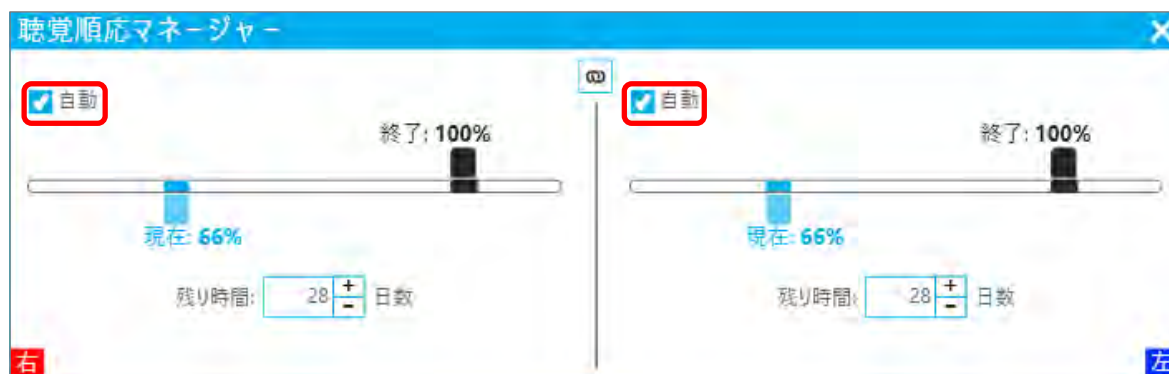 聴覚順応マネージャー
自動
終了: 100%
現在: 66%
残り時間: 28 + - 日数
右
自動
終了: 100%
現在: 66%
残り時間: 28 + - 日数
左